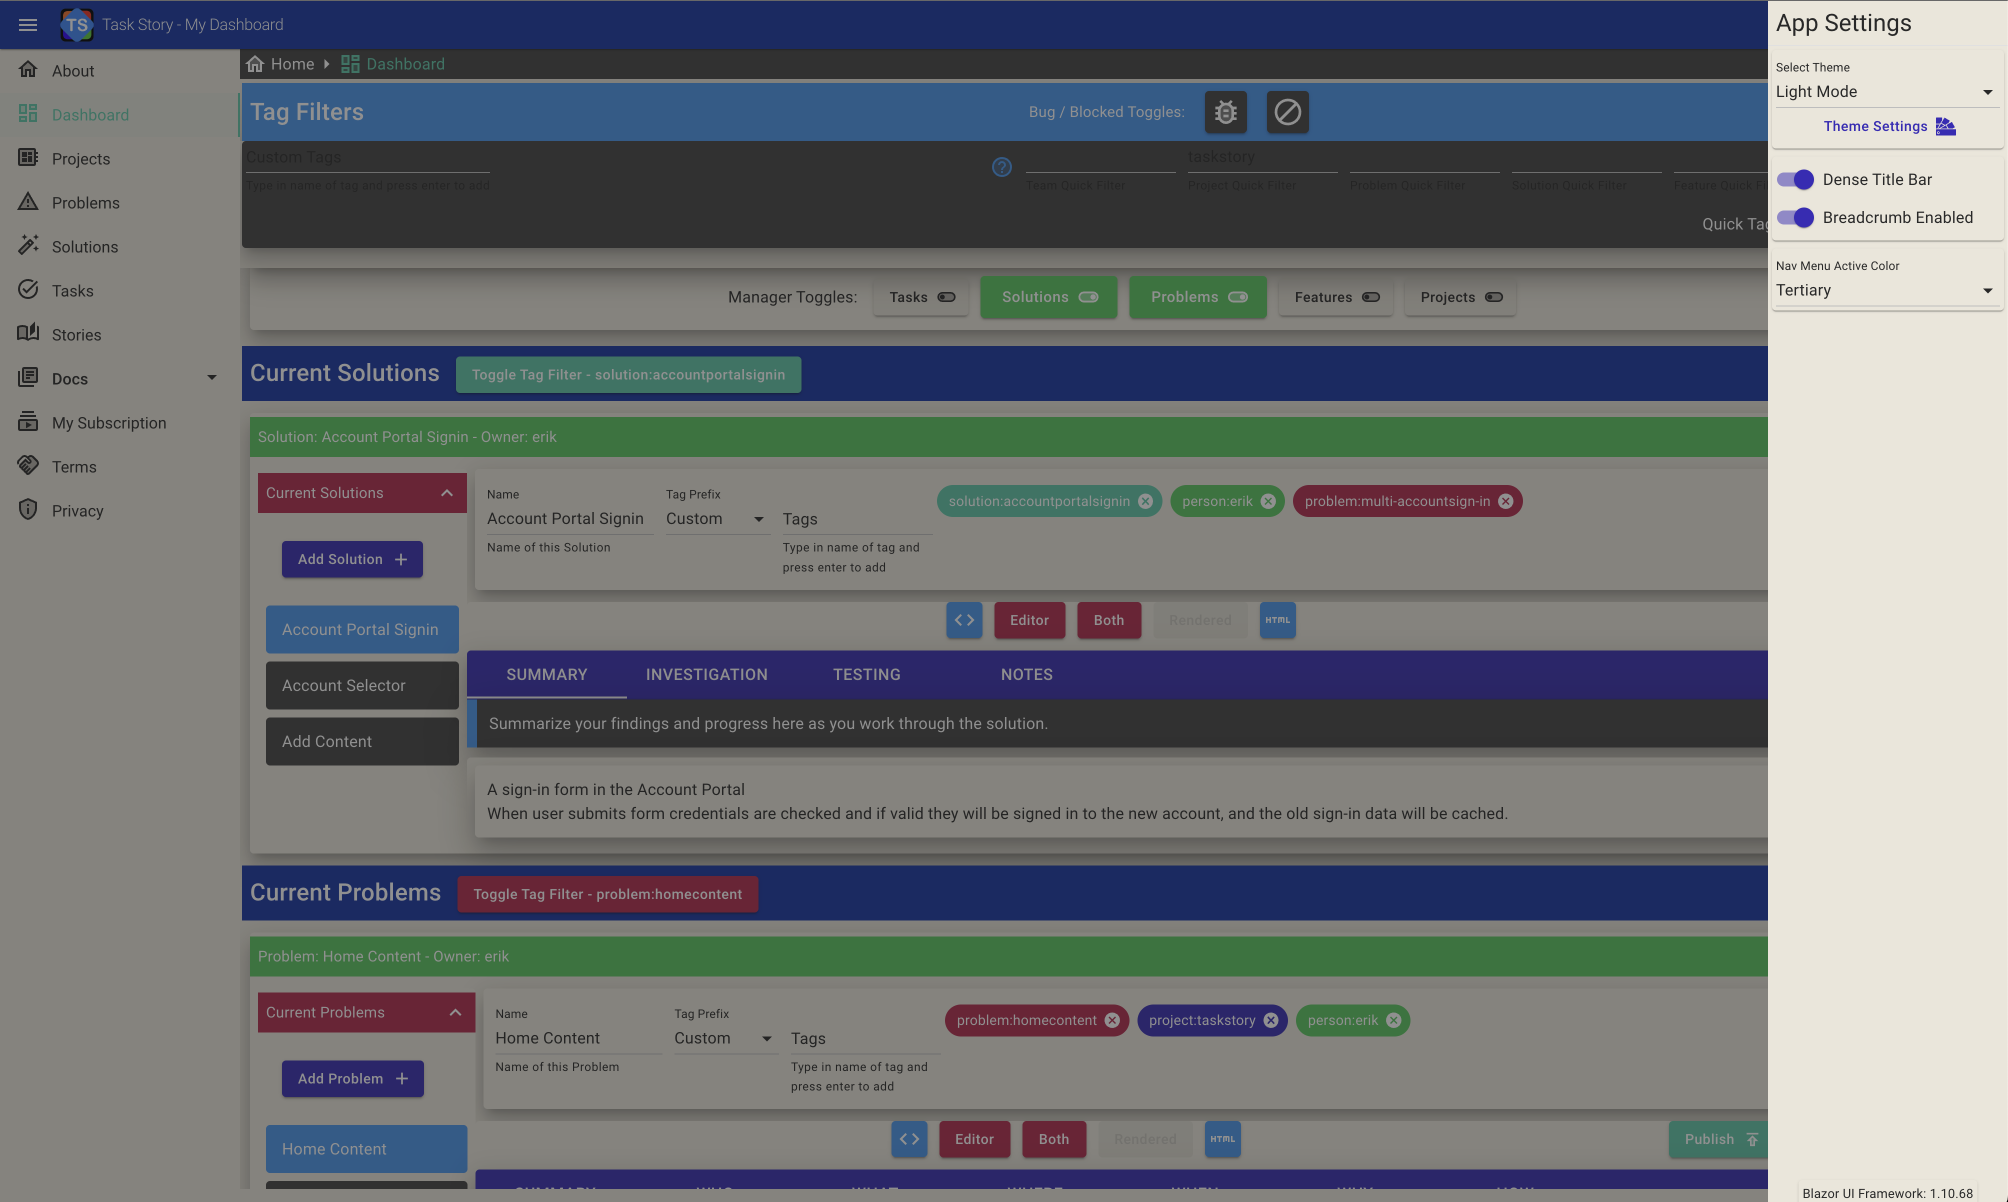 TS Task Story - My Dashboard
About
Dashboard
Projects
Problems
Solutions
Tasks
Stories
Docs
My Subscription
Terms
Privacy
Home Dashboard
Tag Filters Bug / Blocked Toggles:
Custom Tags taskstory
Type in name of tag and press enter to add Team Quick Filter Project Quick Filter Problem Quick Filter Solution Quick Filter Feature Quick
Quick
Manager Toggles: Tasks Solutions Problems Features Projects
Current Solutions Toggle Tag Filter - solution:accountportalsignin
Solution: Account Portal Signin - Owner: erik
Current Solutions
Add Solution
Account Portal Signin
Account Selector
Add Content
Name Tag Prefix
Account Portal Signin Custom Tags
Name of this Solution Type in name of tag and
press enter to add
solution:accountportalsignin person:erik problem:multi-accountsign-in
<> Editor Both Rendered HTML
SUMMARY INVESTIGATION TESTING NOTES
Summarize your findings and progress here as you work through the solution.
A sign-in form in the Account Portal
When user submits form credentials are checked and if valid they will be signed in to the new account, and the old sign-in data will be cached.
Current Problems Toggle Tag Filter - problem:homecontent
Problem: Home Content - Owner: erik
Current Problems
Add Problem
Home Content
Name Tag Prefix
Home Content Custom Tags
Name of this Problem Type in name of tag and
press enter to add
problem:homecontent project:taskstory person:erik
<> Editor Both Rendered HTML Publish
App Settings
Select Theme
Light Mode
Theme Settings
Dense Title Bar
Breadcrumb Enabled
Nav Menu Active Color
Tertiary
Blazor UI Framework: 1.10.68